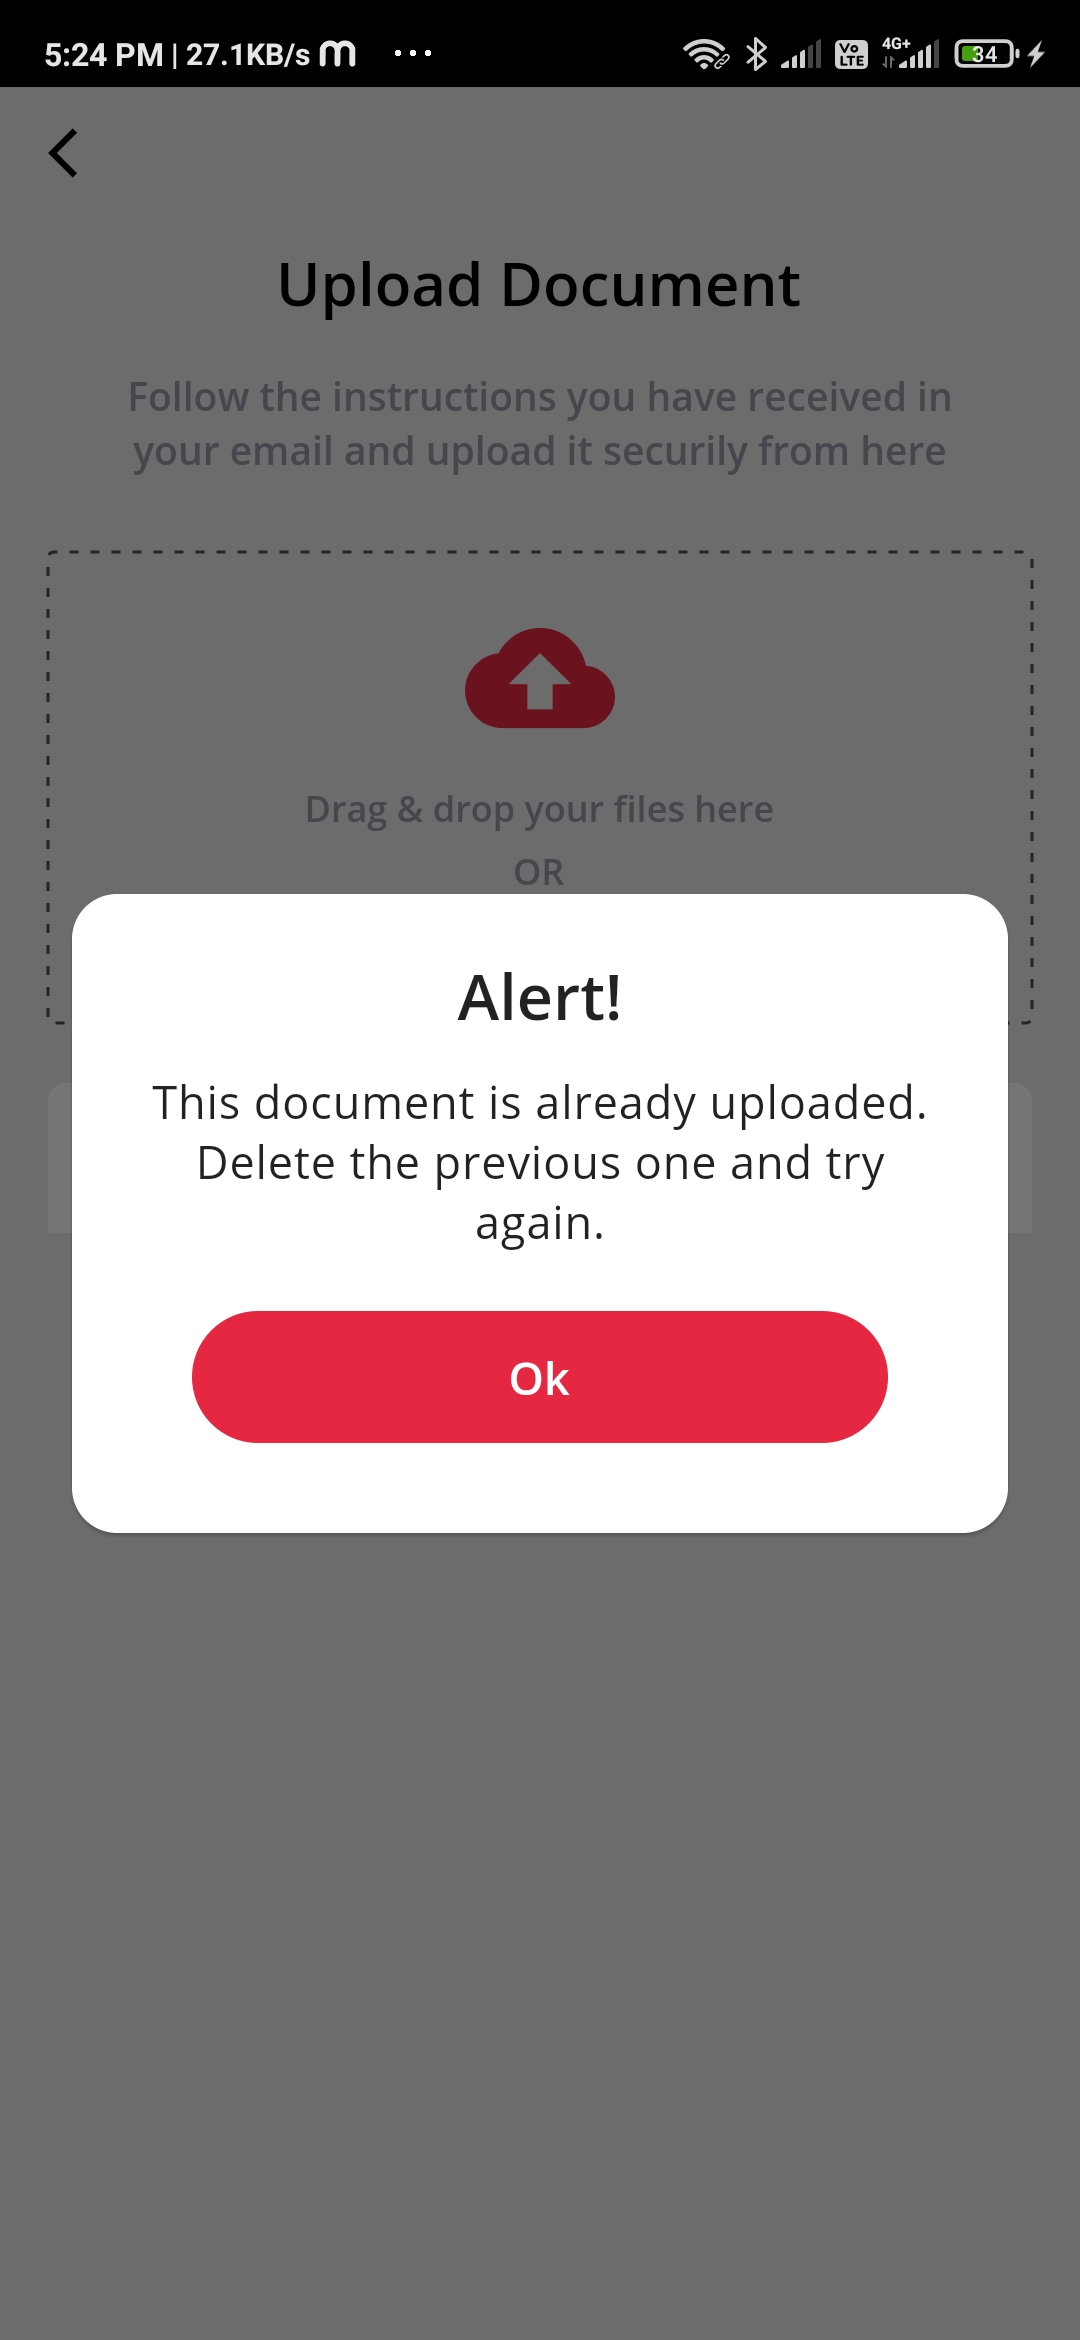 5:24 PM | 27.1KB/s m ...
Vo LTE 4G+ 34
Upload Document
Follow the instructions you have received in
your email and upload it securily from here
Drag & drop your files here
OR
Alert!
This document is already uploaded.
Delete the previous one and try
again.
Ok